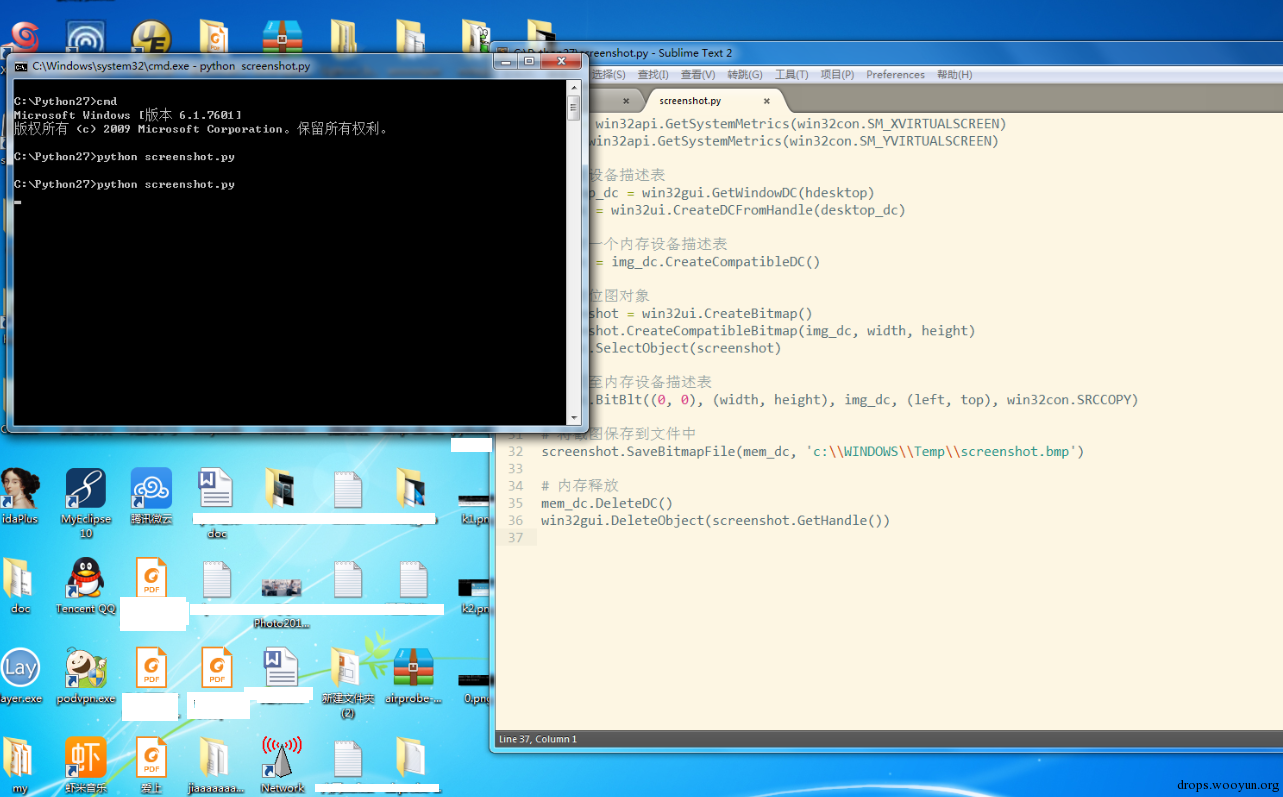 C:\Windows\system32\cmd.exe - python  screenshot.py
C:\Python27>cmd
Microsoft Windows [版本 6.1.7601]
版权所有 (c) 2009 Microsoft Corporation。保留所有权利。
C:\Python27>python screenshot.py
C:\Python27>python screenshot.py
screenshot.py - Sublime Text 2
选择(S) 查找(I) 查看(V) 转跳(G) 工具(T) 项目(P) Preferences 帮助(H)
screenshot.py
win32api.GetSystemMetrics(win32con.SM_XVIRTUALSCREEN)
win32api.GetSystemMetrics(win32con.SM_YVIRTUALSCREEN)
设备描述表
p_dc = win32gui.GetWindowDC(hdesktop)
= win32ui.CreateDCFromHandle(desktop_dc)
一个内存设备描述表
= img_dc.CreateCompatibleDC()
位图对象
shot = win32ui.CreateBitmap()
shot.CreateCompatibleBitmap(img_dc, width, height)
.SelectObject(screenshot)
至内存设备描述表
.BitBlt((0, 0), (width, height), img_dc, (left, top), win32con.SRCCOPY)
31 # 将截图保存到文件中
32 screenshot.SaveBitmapFile(mem_dc, 'c:\\WINDOWS\\Temp\\screenshot.bmp')
33
34 # 内存释放
35 mem_dc.DeleteDC()
36 win32gui.DeleteObject(screenshot.GetHandle())
37
Line 37, Column 1
idaPlus
MyEclipse
10
腾讯微云
doc
k1.pn
doc
Tencent QQ
PDF
Photo201...
k2.pn
Lay
ayer.exe
podvpn.exe
PDF
PDF
新建文件夹
(2)
airprobe-...
0.png
my
虾
虾米音乐
PDF
爱上
jiaaaaaaa...
Network
drops.wooyun.org